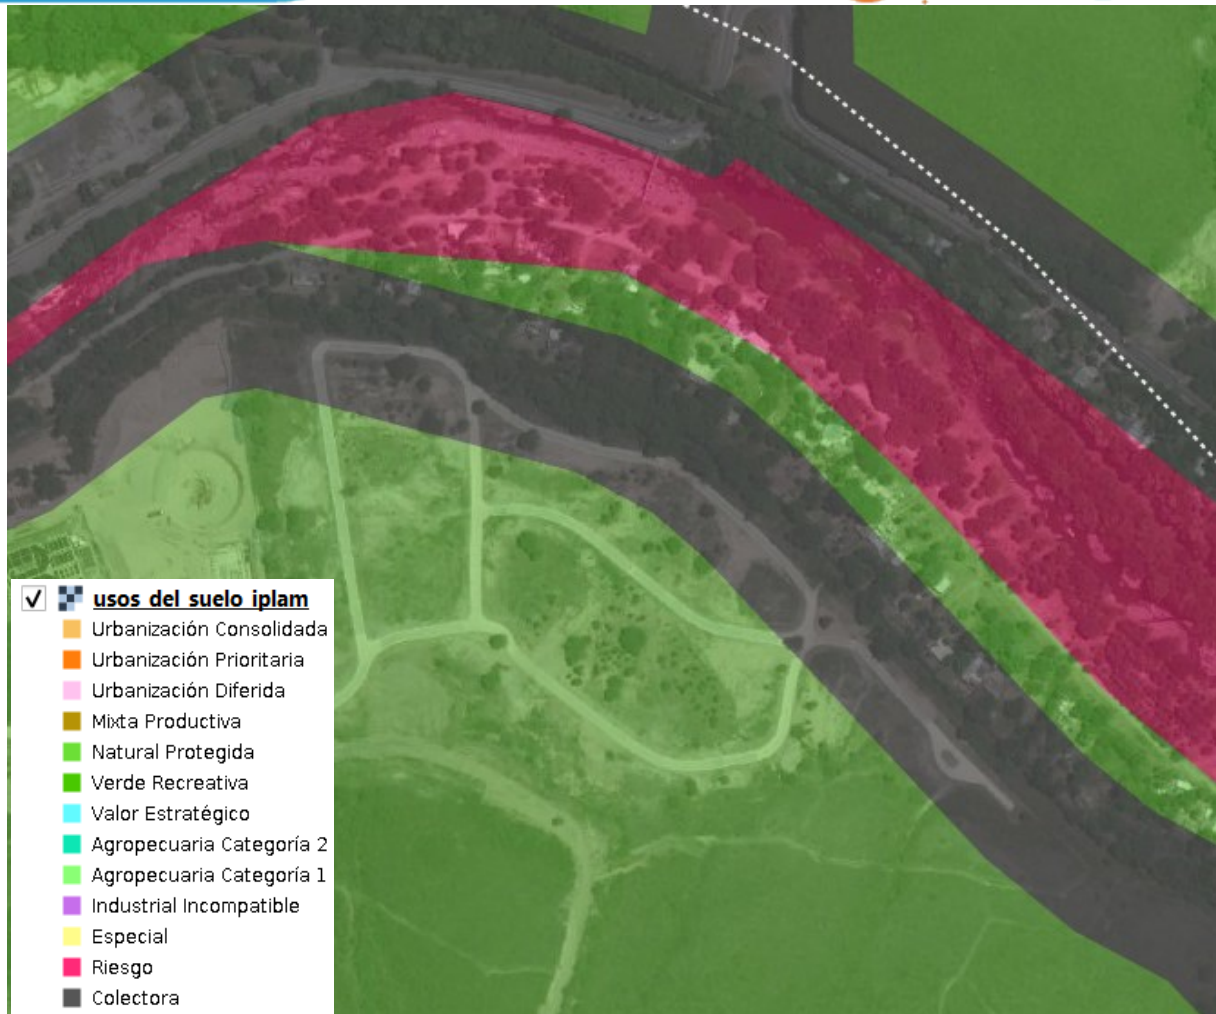 usos del suelo iplam
Urbanización Consolidada
Urbanización Prioritaria
Urbanización Diferida
Mixta Productiva
Natural Protegida
Verde Recreativa
Valor Estratégico
Agropecuaria Categoría 2
Agropecuaria Categoría 1
Industrial Incompatible
Especial
Riesgo
Colectora